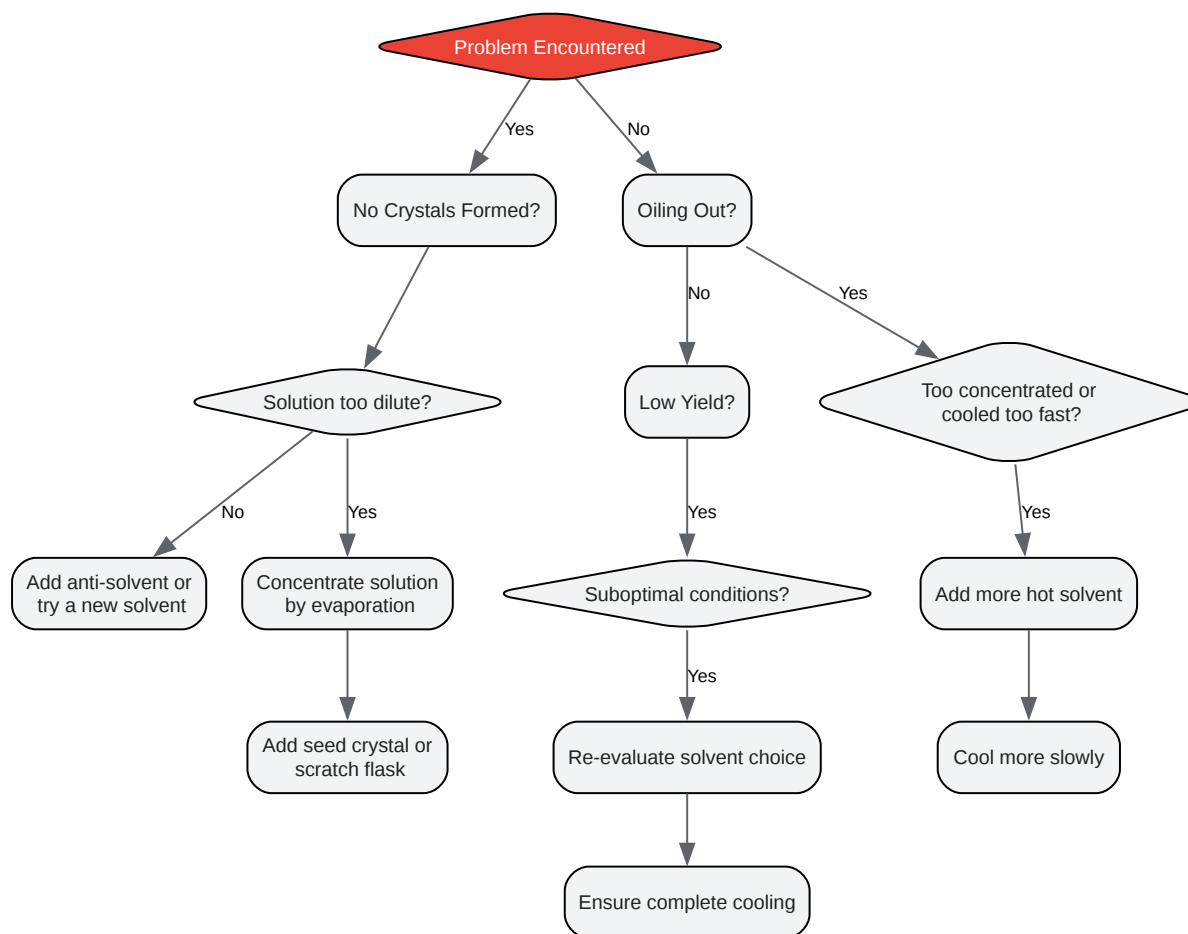 Problem Encountered
Yes
No
No Crystals Formed?
Oiling Out?
No
Yes
Solution too dilute?
Low Yield?
Too concentrated or
cooled too fast?
No
Yes
Yes
Yes
Add anti-solvent or
try a new solvent
Concentrate solution
by evaporation
Suboptimal conditions?
Add more hot solvent
Yes
Add seed crystal or
scratch flask
Re-evaluate solvent choice
Cool more slowly
Ensure complete cooling